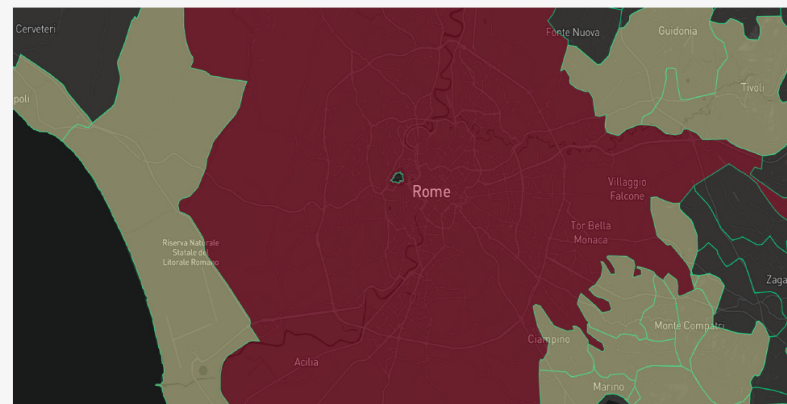 Cerveteri
Fonte Nuova
Guidonia
Tivoli
poli
Rome
Villaggio
Falcone
Tor Bella
Monaca
Riserva Naturale
Statale del
Litorale Romano
Zaga
Monte Compatri
Ciampino
Acilia
Marino